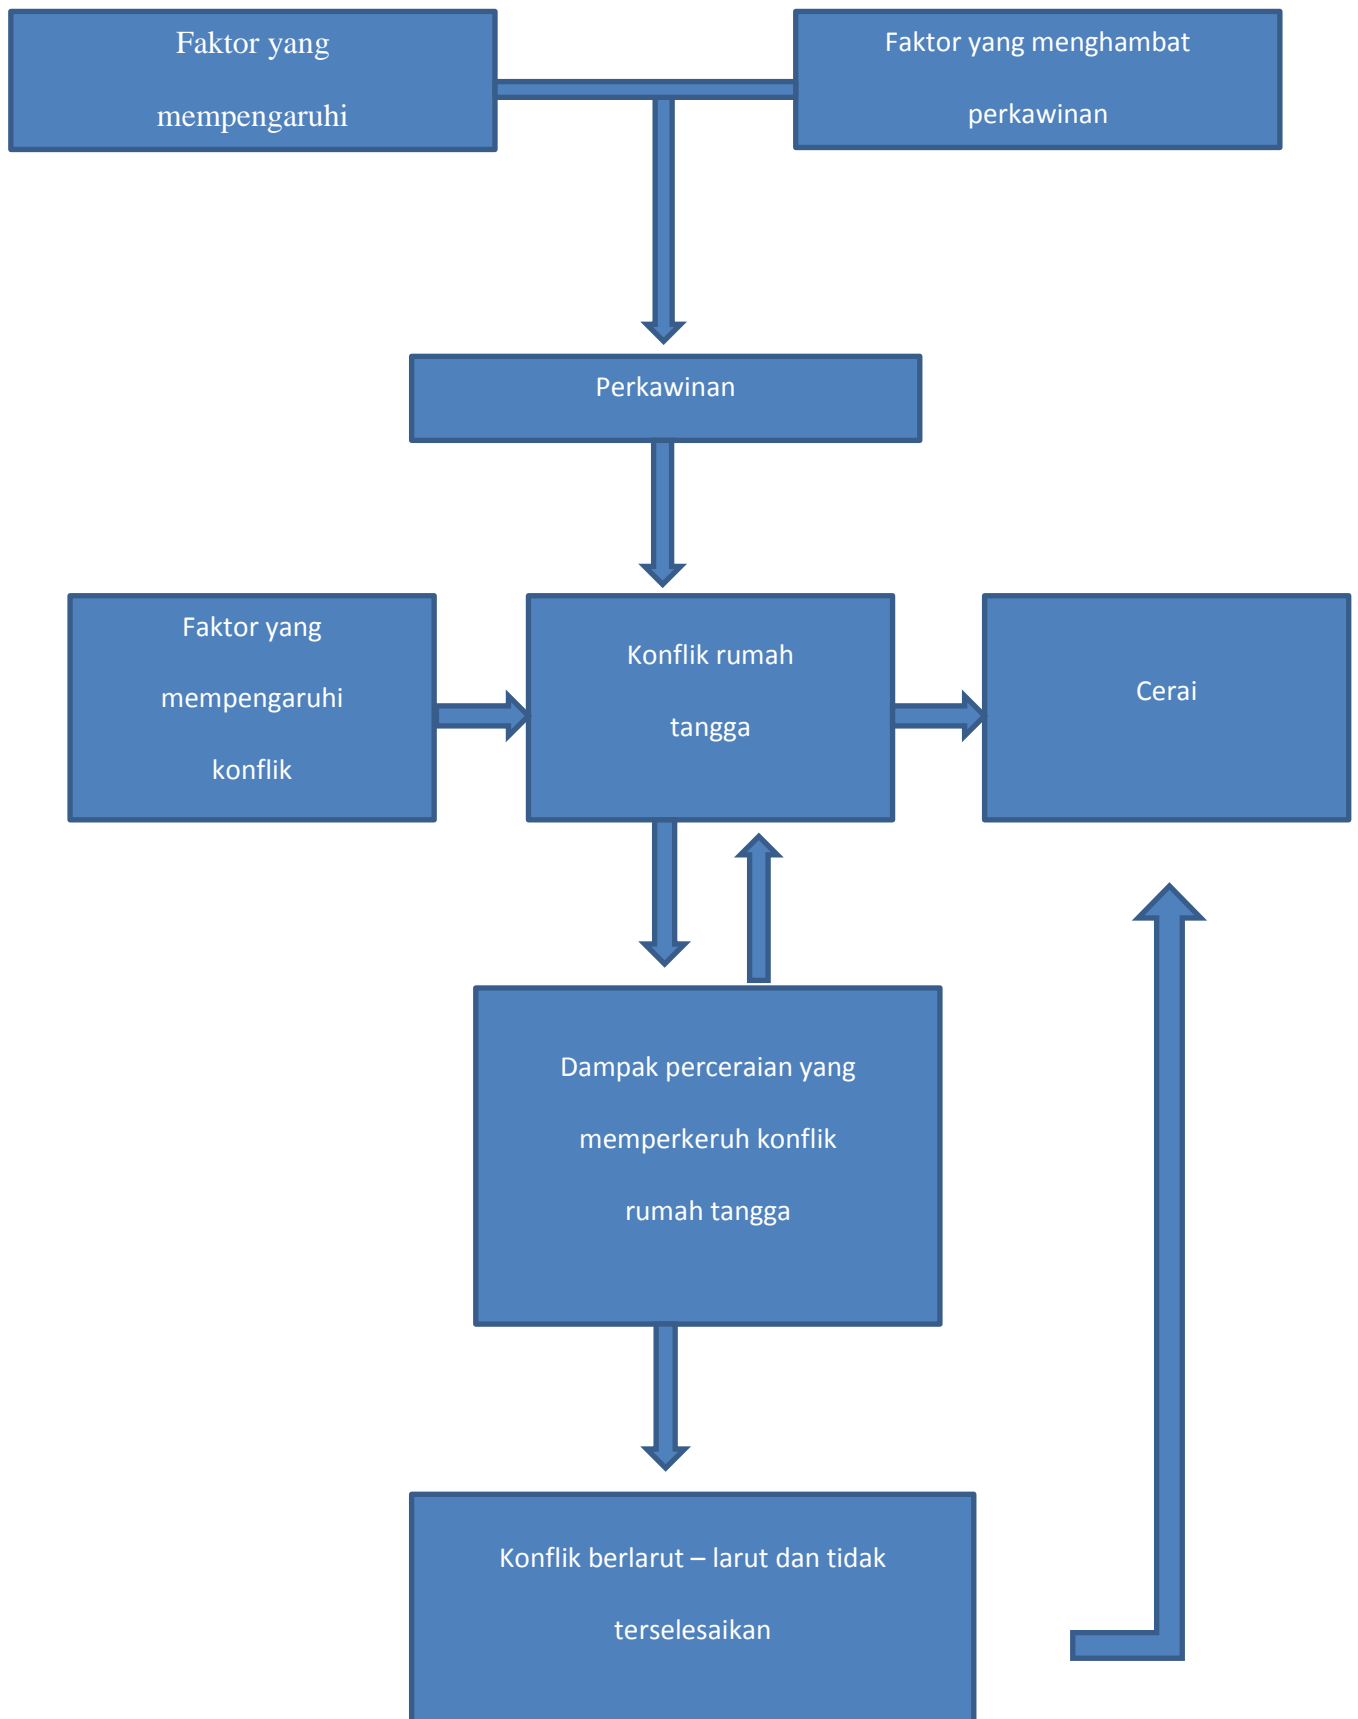 Faktor yang
mempengaruhi
Faktor yang menghambat
perkawinan
Perkawinan
Faktor yang
mempengaruhi
konflik
Konflik rumah
tangga
Cerai
Dampak perceraian yang
memperkeruh konflik
rumah tangga
Konflik berlarut – larut dan tidak
terselesaikan